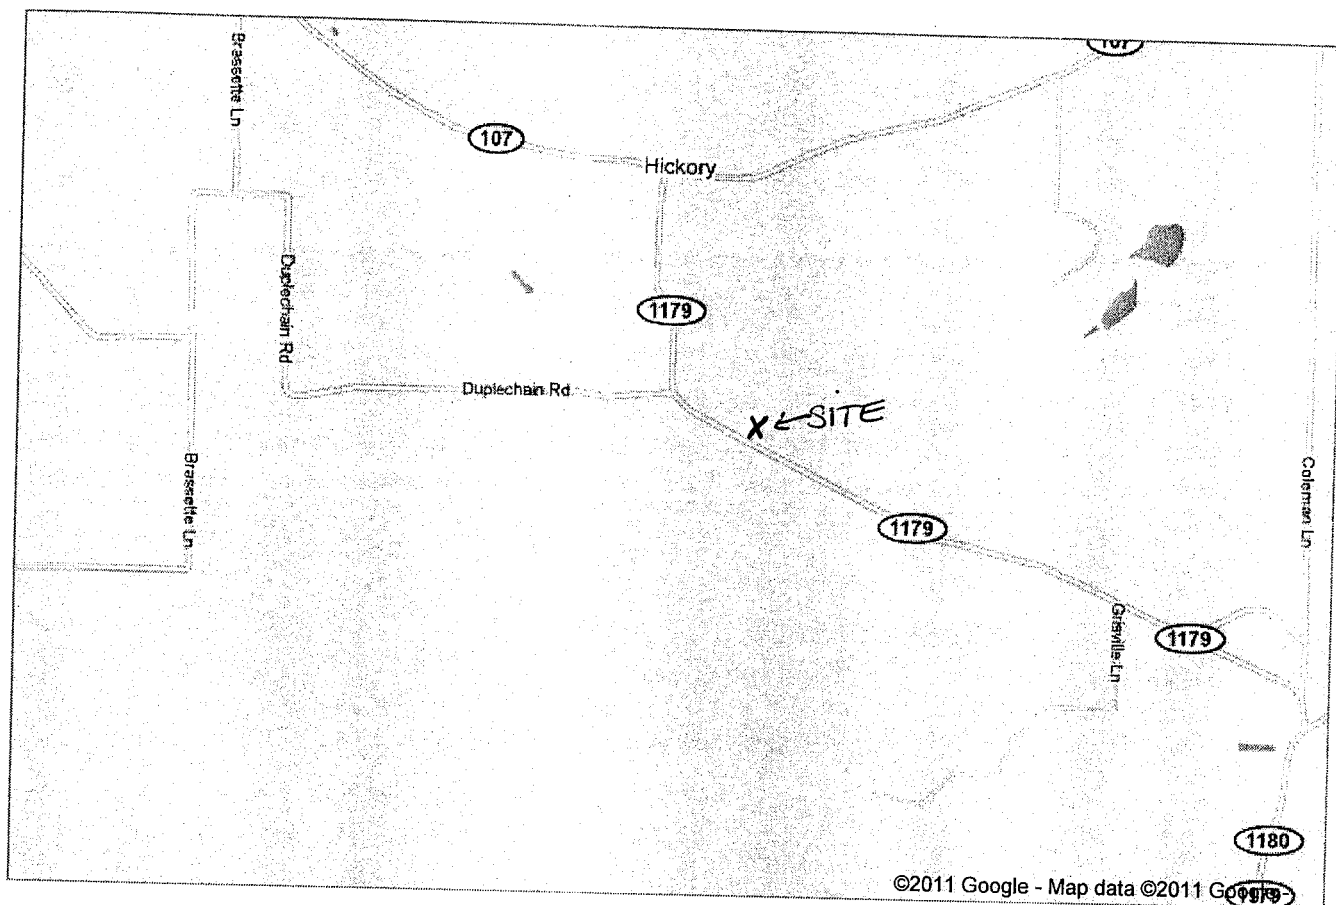 107
Brassette Ln
107
Hickory
Duplechain Rd
1179
Duplechain Rd
X ← SITE
Brassette Ln
Coleman Ln
1179
Grisville Ln
1179
1180
©2011 Google - Map data ©2011 Google -
1179